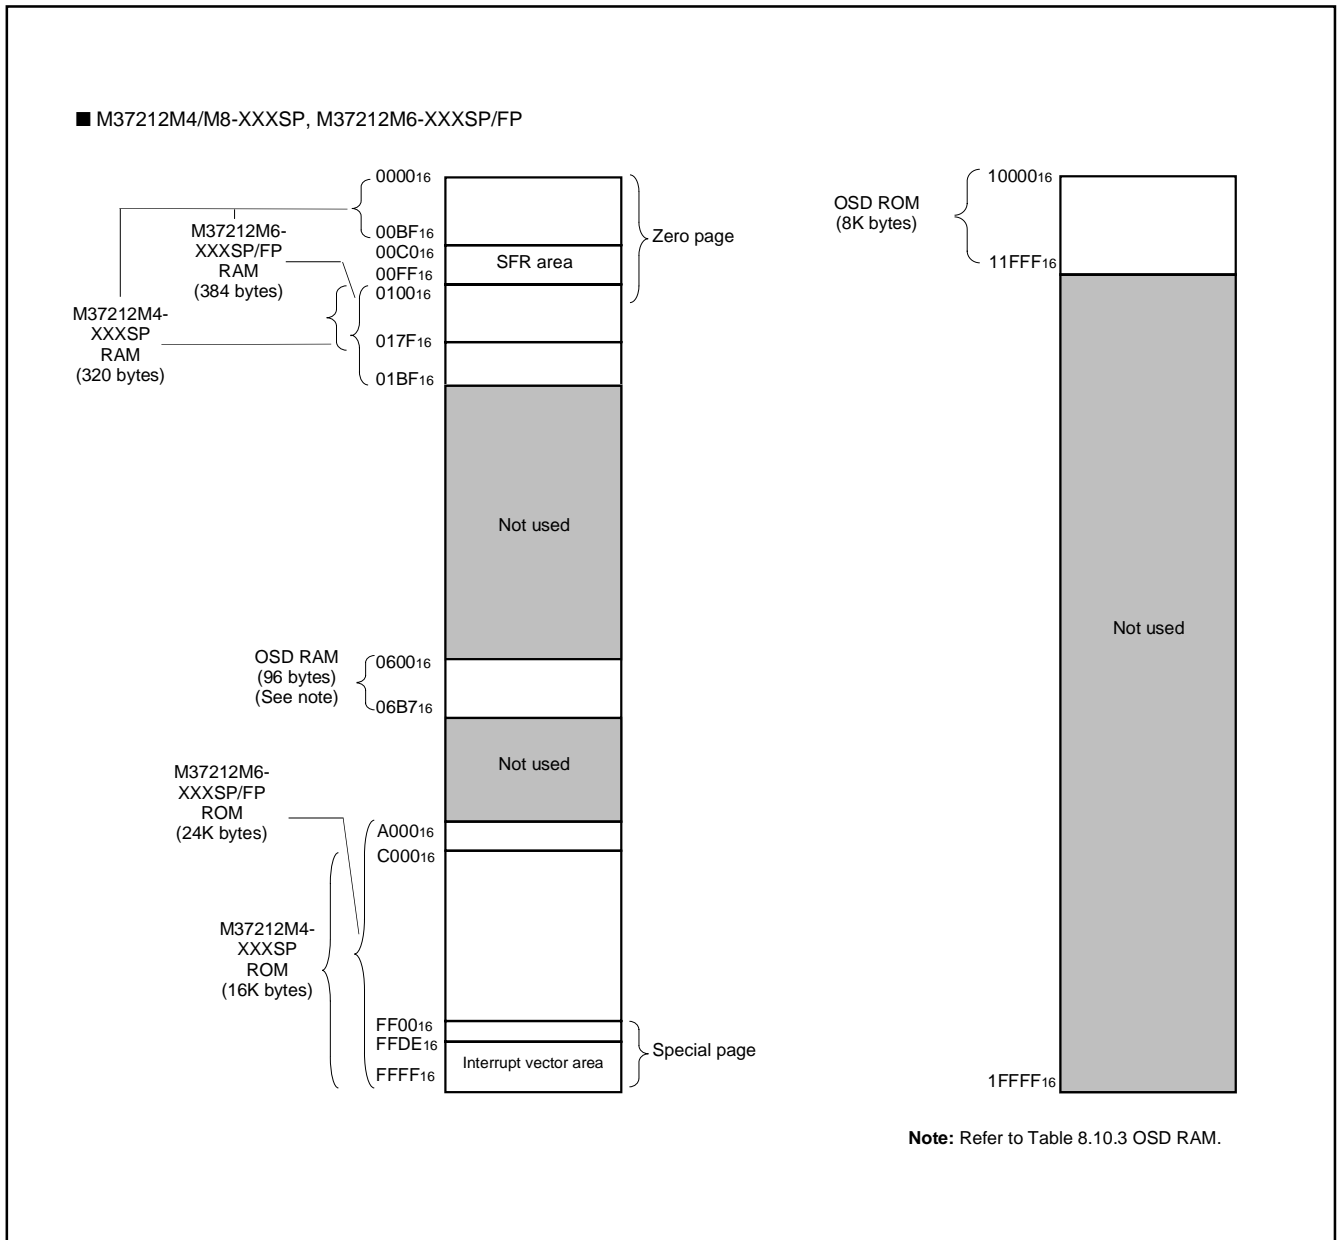 ■ M37212M4/M8-XXXSP, M37212M6-XXXSP/FP
000016
00BF16
00C016
00FF16
010016
017F16
01BF16
M37212M6-
XXXSP/FP
RAM
(384 bytes)
M37212M4-
XXXSP
RAM
(320 bytes)
SFR area
Zero page
Not used
OSD RAM
(96 bytes)
(See note)
060016
06B716
Not used
M37212M6-
XXXSP/FP
ROM
(24K bytes)
A00016
C00016
M37212M4-
XXXSP
ROM
(16K bytes)
FF0016
FFDE16
FFFF16
Interrupt vector area
Special page
OSD ROM
(8K bytes)
1000016
11FFF16
Not used
1FFFF16
Note: Refer to Table 8.10.3 OSD RAM.